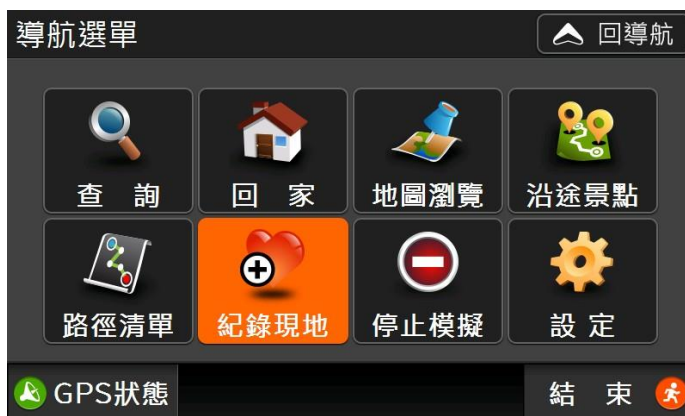 導航選單
回導航
查 詢
回 家
地圖瀏覽
沿途景點
路徑清單
紀錄現地
停止模擬
設 定
GPS狀態
結 束